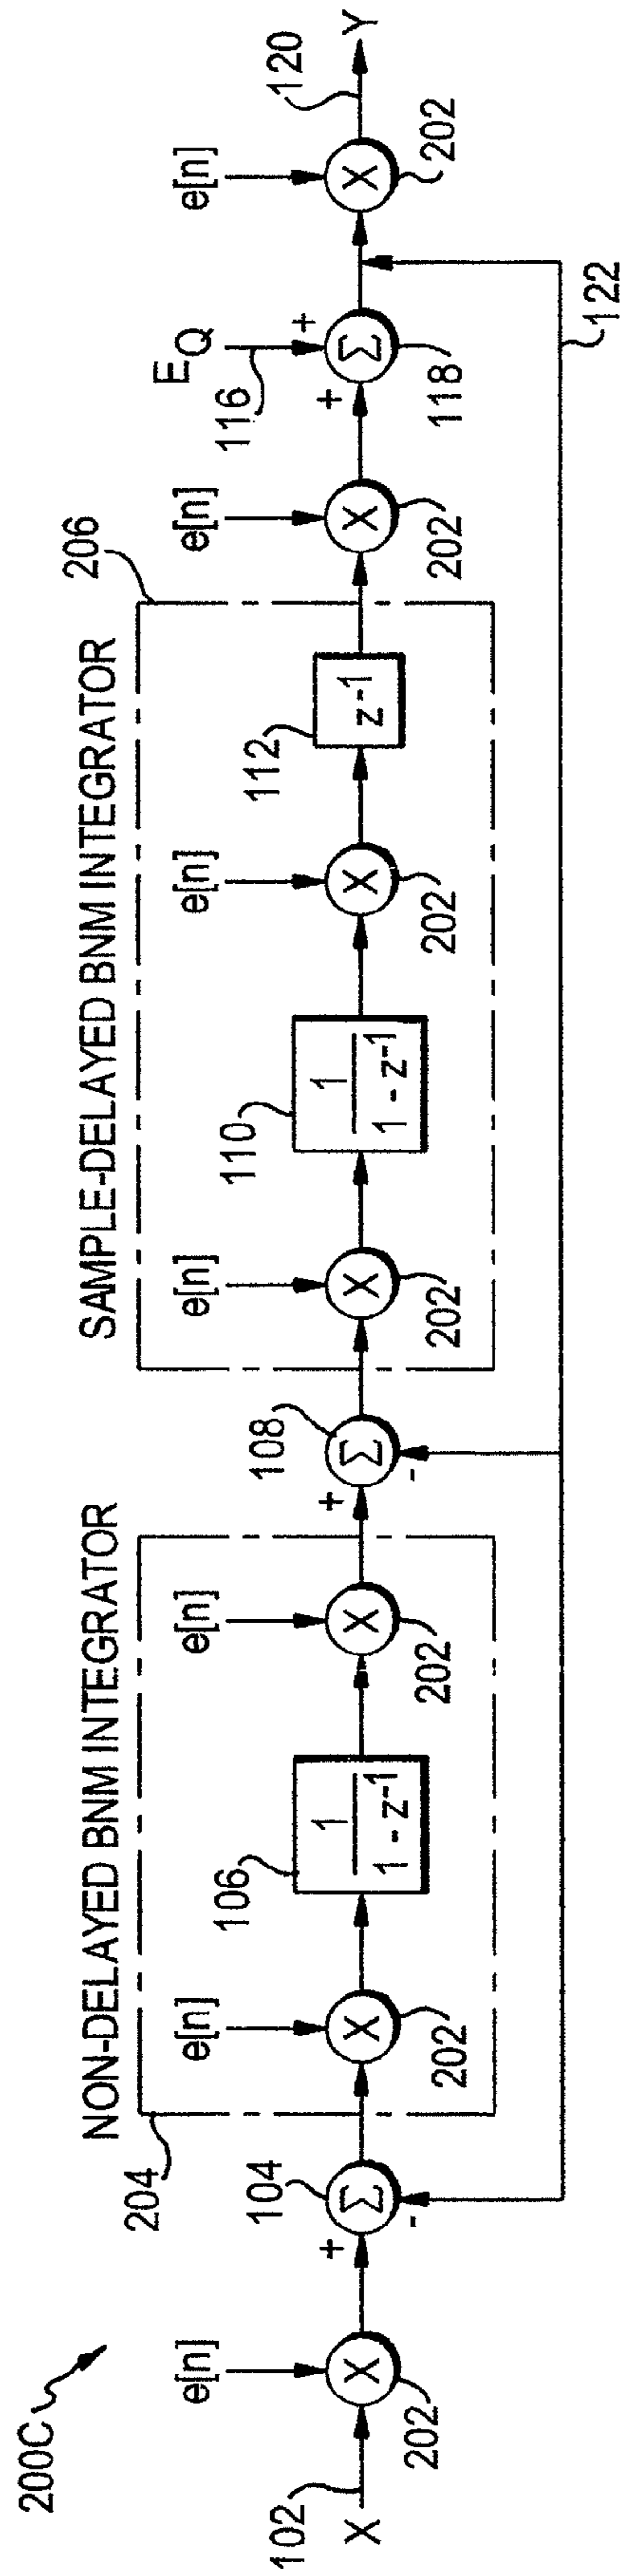 200C
NON-DELAYED BNM INTEGRATOR
SAMPLE-DELAYED BNM INTEGRATOR
204
206
102
X
e[n]
X
202
+
-
104
Σ
e[n]
X
202
106
1
1 - z-1
e[n]
X
202
+
-
108
Σ
e[n]
X
202
110
1
1 - z-1
e[n]
X
202
112
z-1
e[n]
X
202
EQ
116
+
+
Σ
118
e[n]
X
202
120
Y
122